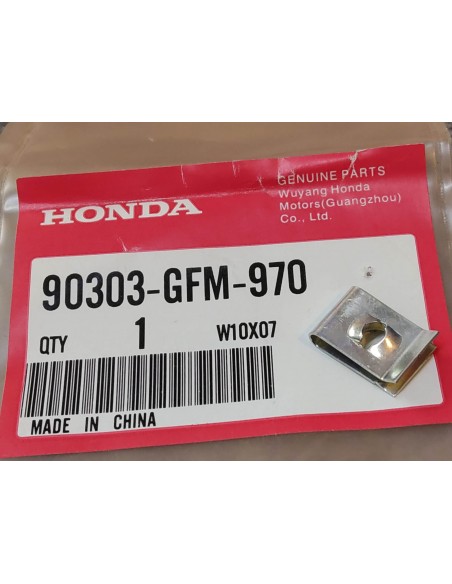 HONDA
GENUINE PARTS
Wuyang Honda
Motors(Guangzhou)
Co., Ltd.
90303-GFM-970
QTY 1 W10X07
MADE IN CHINA